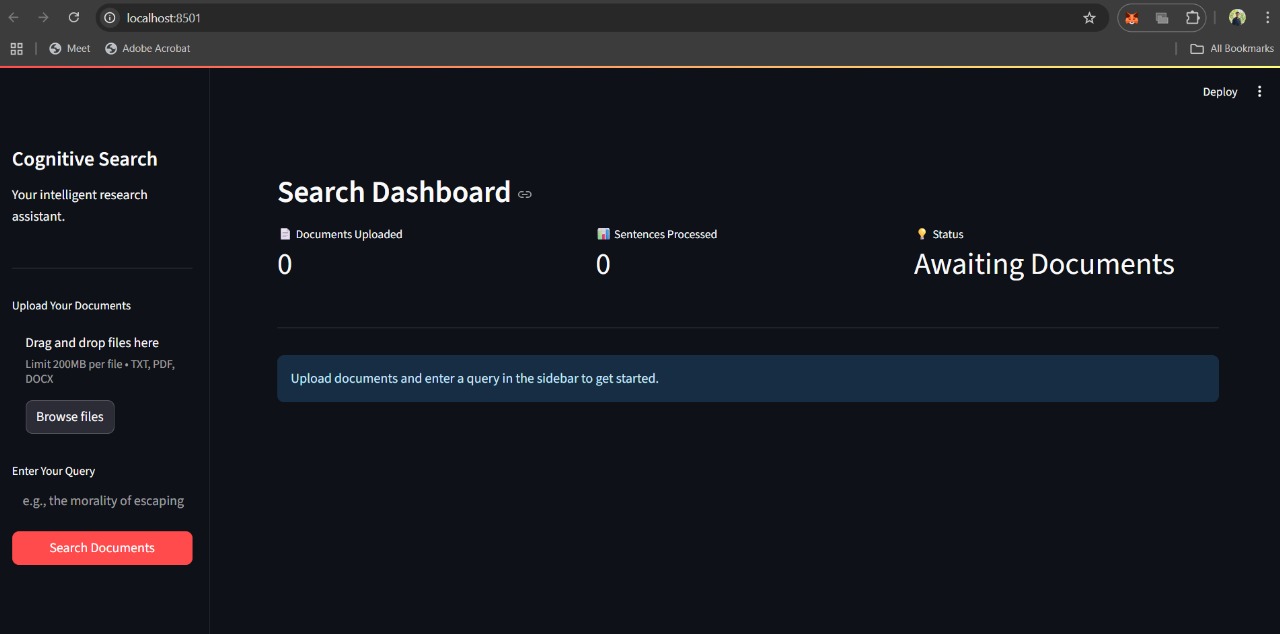 localhost:8501
Meet
Adobe Acrobat
All Bookmarks
Deploy
Cognitive Search
Your intelligent research
assistant.
Upload Your Documents
Drag and drop files here
Limit 200MB per file • TXT, PDF,
DOCX
Browse files
Enter Your Query
e.g., the morality of escaping
Search Documents
Search Dashboard
Documents Uploaded
0
Sentences Processed
0
Status
Awaiting Documents
Upload documents and enter a query in the sidebar to get started.